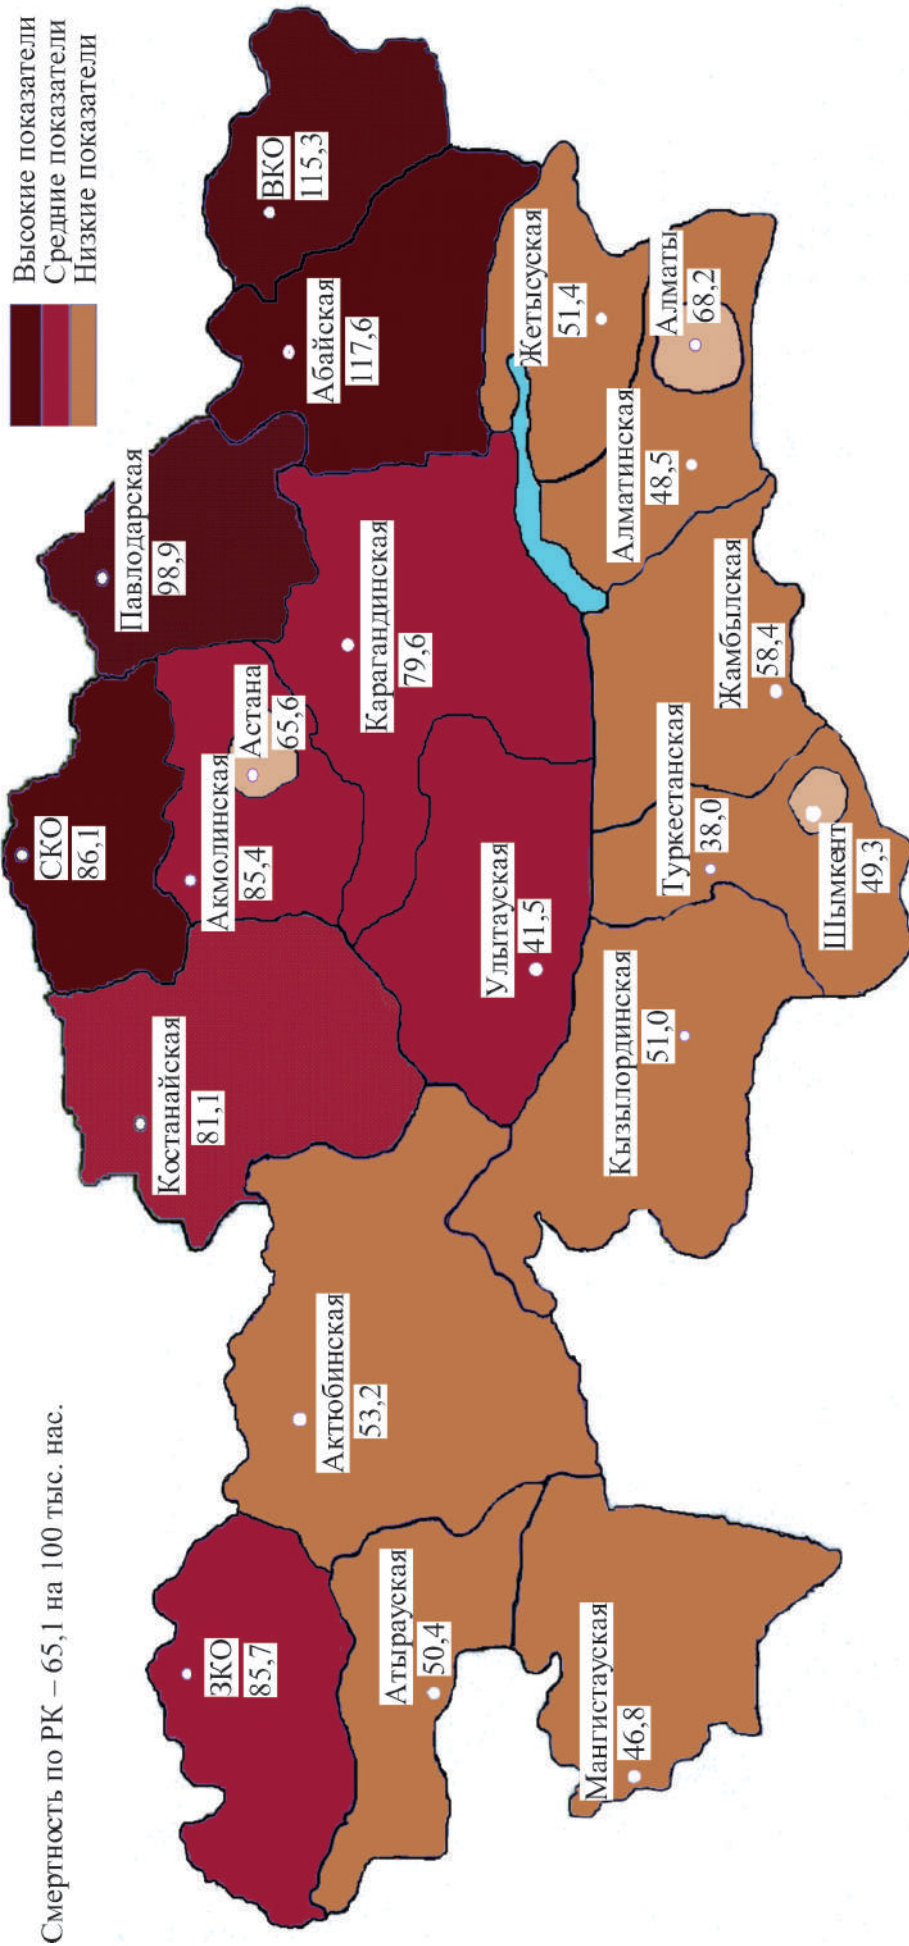 Смертность по РК – 65,1 на 100 тыс. нас.
Высокие показатели
Средние показатели
Низкие показатели
СКО
86,1
Павлодарская
98,9
Костанайская
81,1
Акмолинская
85,4
Астана
65,6
ВКО
115,3
Абайская
117,6
ЗКО
85,7
Актюбинская
53,2
Карагандинская
79,6
Атырауская
50,4
Улытауская
41,5
Жетысуская
51,4
Мангистауская
46,8
Кызылординская
51,0
Туркестанская
38,0
Алматинская
48,5
Алматы
68,2
Жамбылская
58,4
Шымкент
49,3